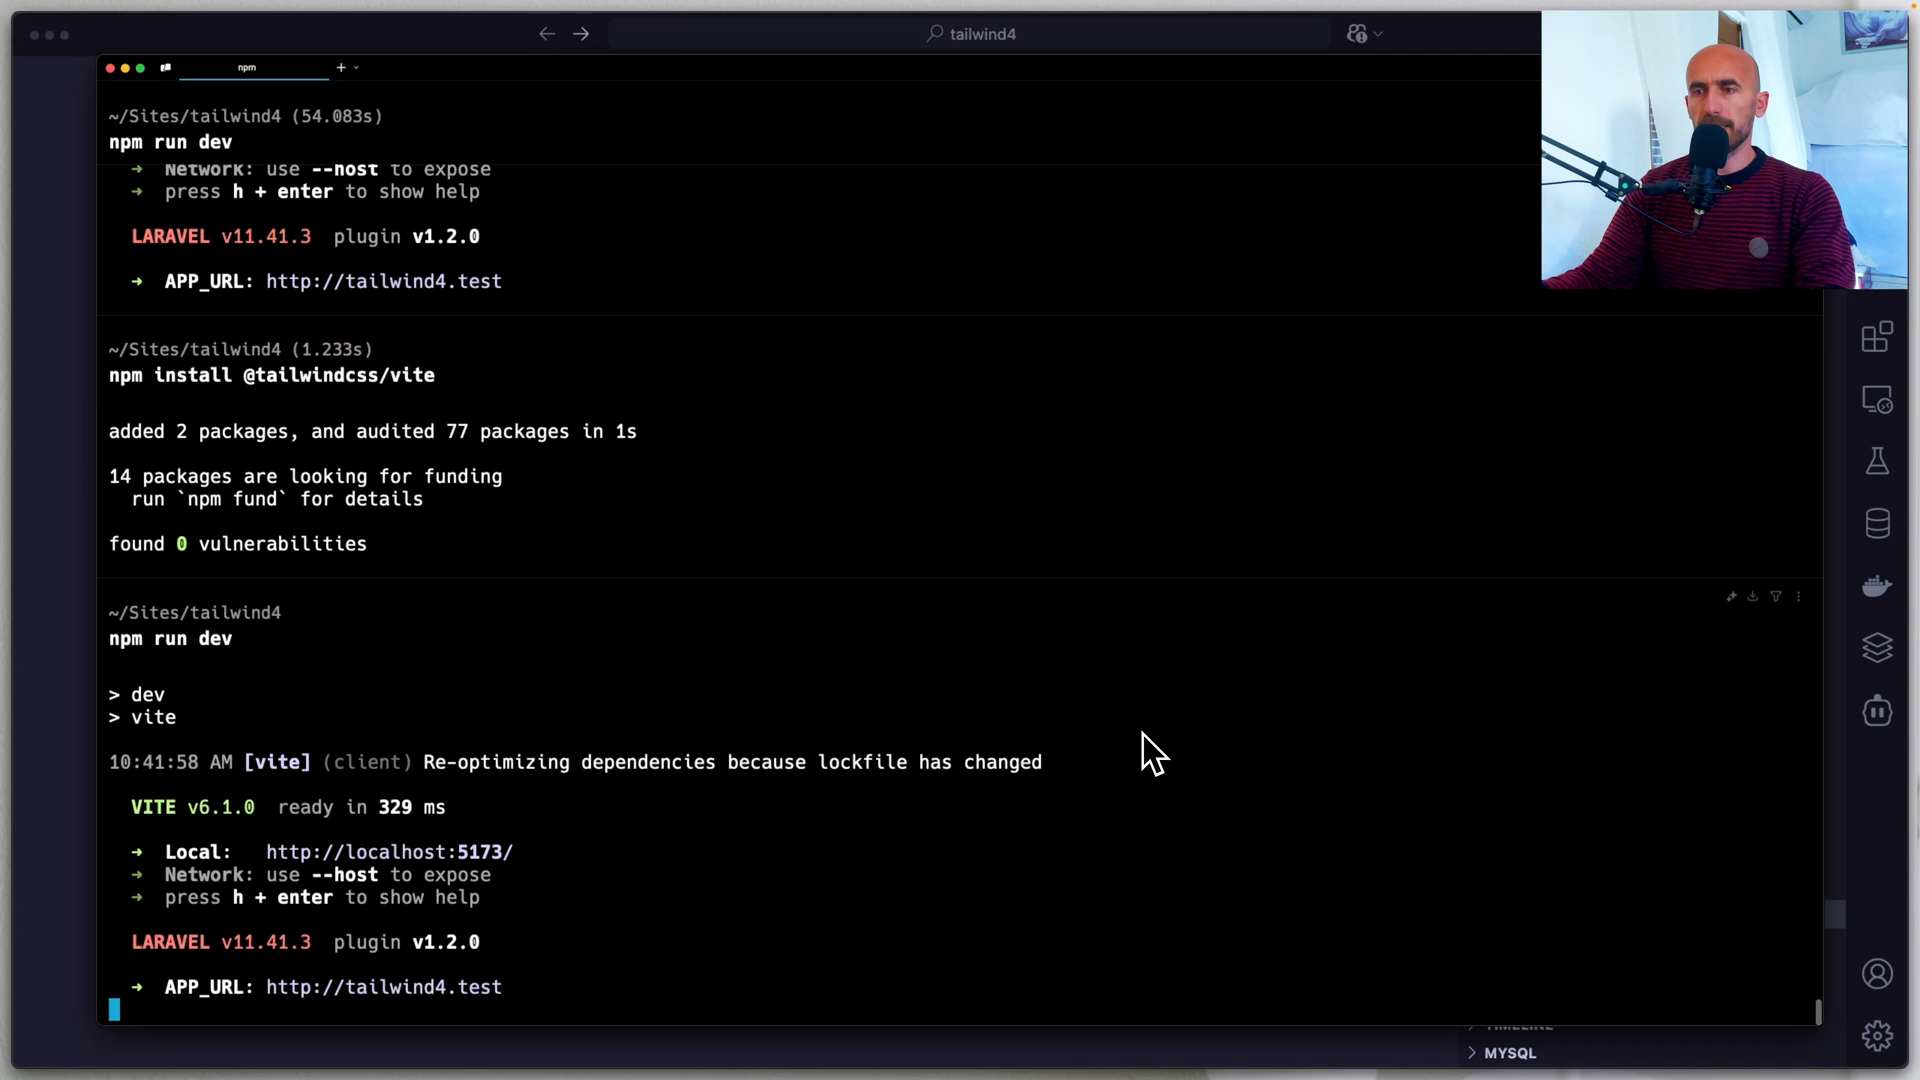 tailwind4
npm
~/Sites/tailwind4 (54.083s)
npm run dev
➜ Network: use --host to expose
➜ press h + enter to show help
LARAVEL v11.41.3 plugin v1.2.0
➜ APP_URL: http://tailwind4.test
~/Sites/tailwind4 (1.233s)
npm install @tailwindcss/vite
added 2 packages, and audited 77 packages in 1s
14 packages are looking for funding
run `npm fund` for details
found 0 vulnerabilities
~/Sites/tailwind4
npm run dev
> dev
> vite
10:41:58 AM [vite] (client) Re-optimizing dependencies because lockfile has changed
VITE v6.1.0 ready in 329 ms
➜ Local: http://localhost:5173/
➜ Network: use --host to expose
➜ press h + enter to show help
LARAVEL v11.41.3 plugin v1.2.0
➜ APP_URL: http://tailwind4.test
TIMELINE
MYSQL